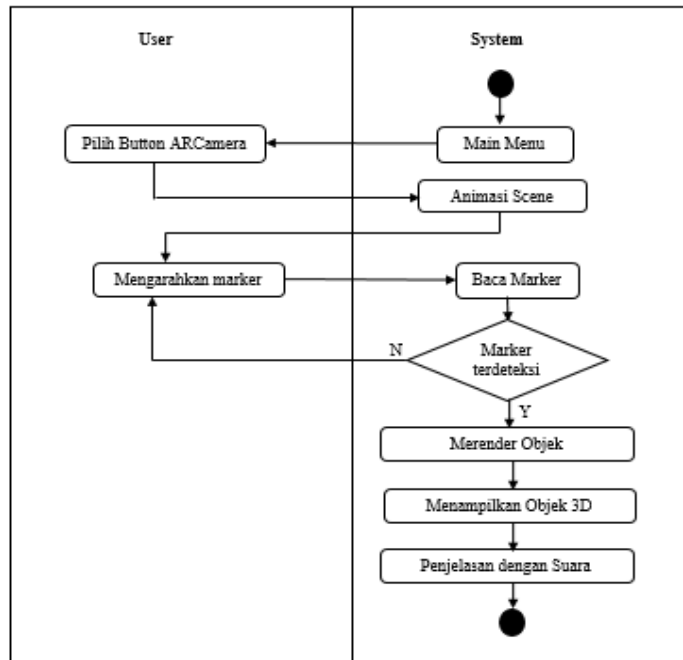 User
System
Main Menu
Pilih Button ARCamera
Animasi Scene
Mengarahkan marker
Baca Marker
N
Marker
terdeteksi
Y
Merender Objek
Menampilkan Objek 3D
Penjelasan dengan Suara